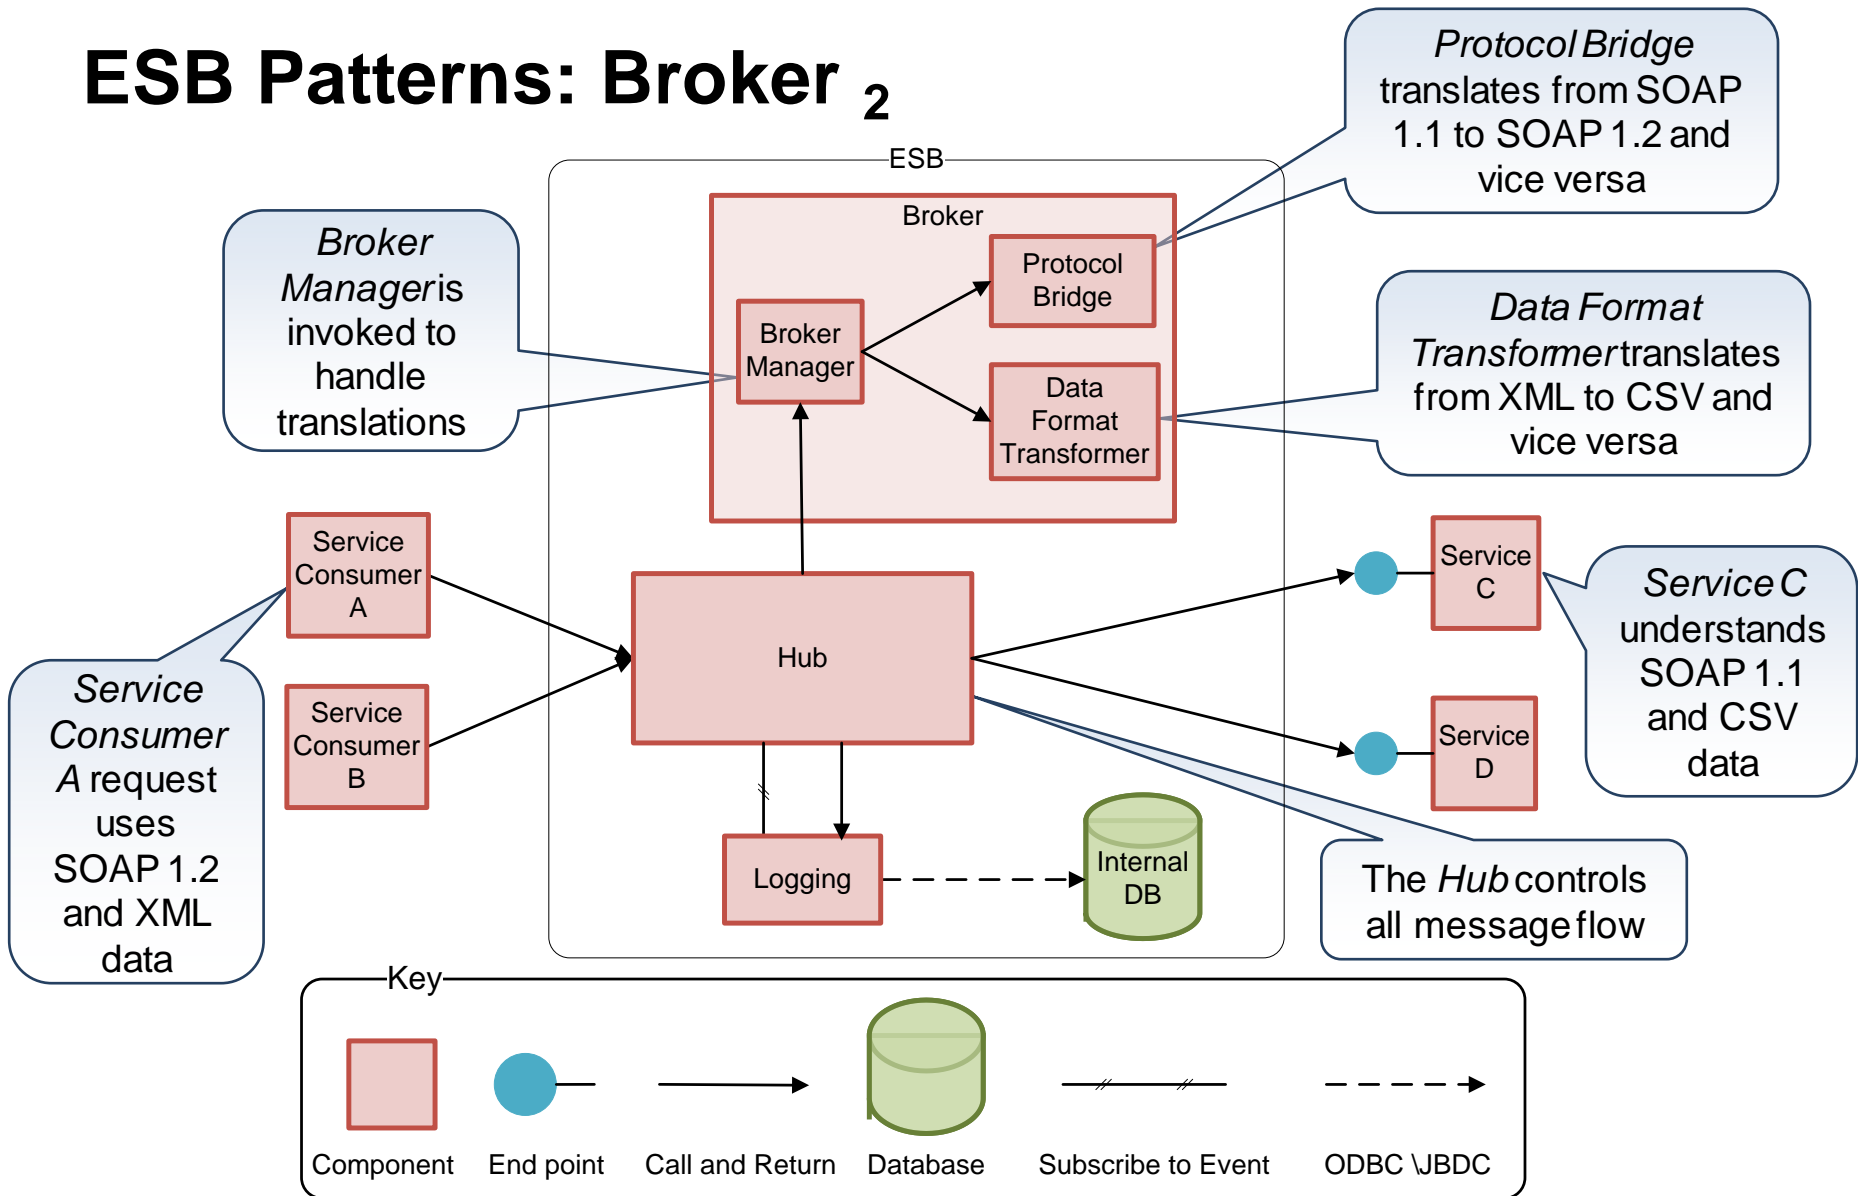 ESB Patterns: Broker 2
Protocol Bridge
translates from SOAP
1.1 to SOAP 1.2 and
vice versa
ESB
Broker
Broker
Manager is
invoked to
handle
translations
Protocol
Bridge
Broker
Manager
Data
Format
Transformer
Data Format
Transformer translates
from XML to CSV and
vice versa
Service
Consumer
A
Service
C
Service C
understands
SOAP 1.1
and CSV
data
Hub
Service
Consumer
A request
uses
SOAP 1.2
and XML
data
Service
Consumer
B
Service
D
Logging
Internal
DB
The Hub controls
all message flow
Key
Component
End point
Call and Return
Database
Subscribe to Event
ODBC \JBDC